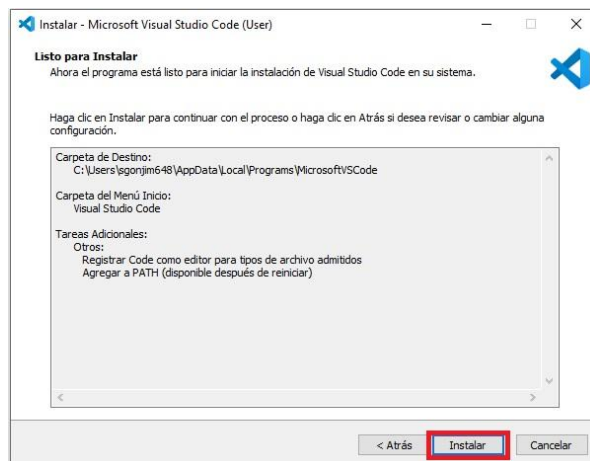 Instalar - Microsoft Visual Studio Code (User)
Listo para Instalar
Ahora el programa está listo para iniciar la instalación de Visual Studio Code en su sistema.
Haga clic en Instalar para continuar con el proceso o haga clic en Atrás si desea revisar o cambiar alguna
configuración.
Carpeta de Destino:
C:\Users\sgonjim648\AppData\Local\Programs\MicrosoftVSCode
Carpeta del Menú Inicio:
Visual Studio Code
Tareas Adicionales:
Otros:
Registrar Code como editor para tipos de archivo admitidos
Agregar a PATH (disponible después de reiniciar)
< Atrás Instalar Cancelar